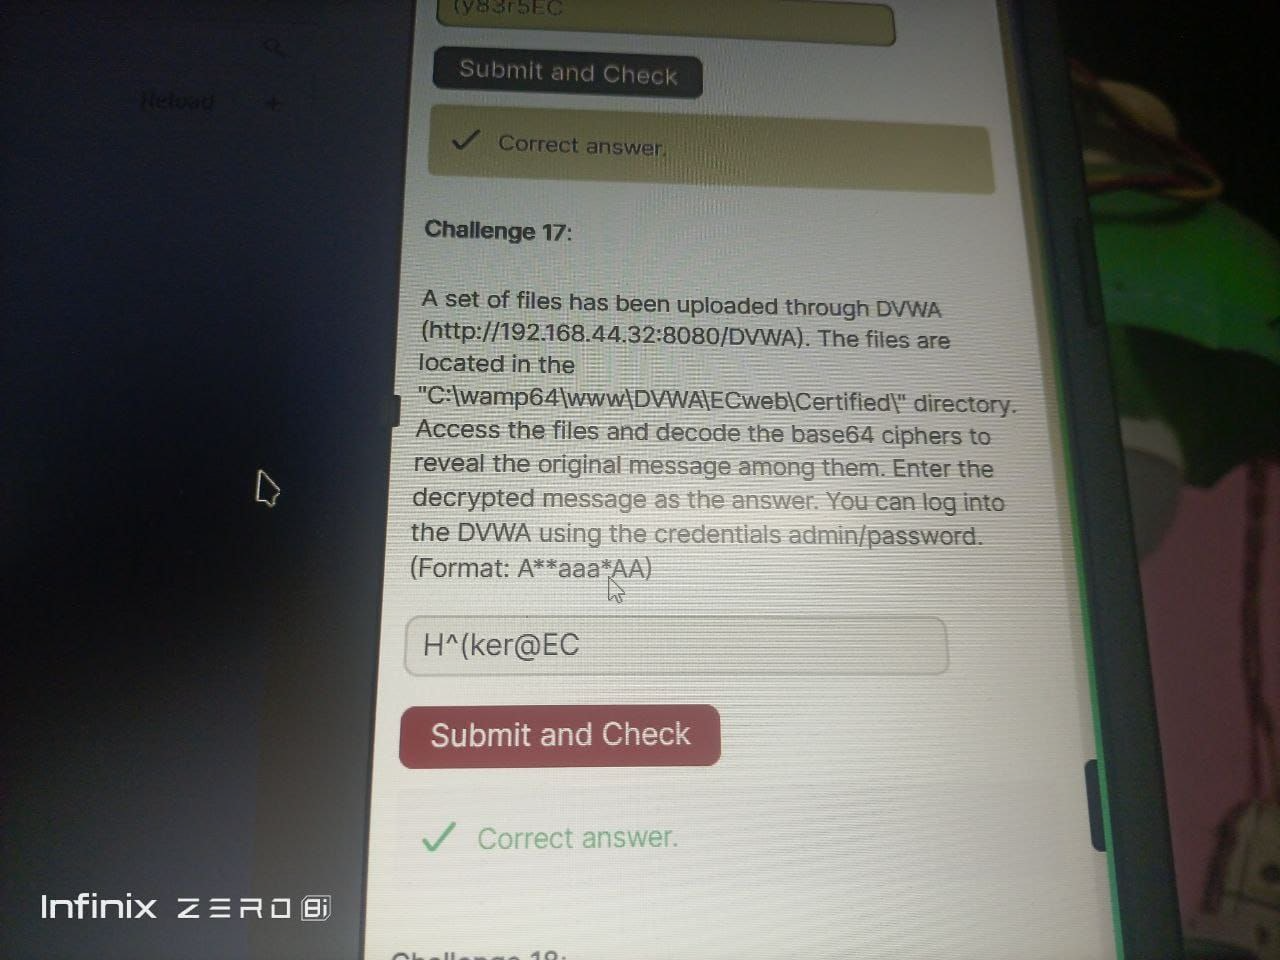 (y83r5EC
Submit and Check
Reload +
✓ Correct answer.
Challenge 17:
A set of files has been uploaded through DVWA
(http://192.168.44.32:8080/DVWA). The files are
located in the
"C:\wamp64\www\DVWA\ECweb\Certified\" directory.
Access the files and decode the base64 ciphers to
reveal the original message among them. Enter the
decrypted message as the answer. You can log into
the DVWA using the credentials admin/password.
(Format: A**aaa*AA)
H^(ker@EC
Submit and Check
✓ Correct answer.
Infinix ZERO 8i